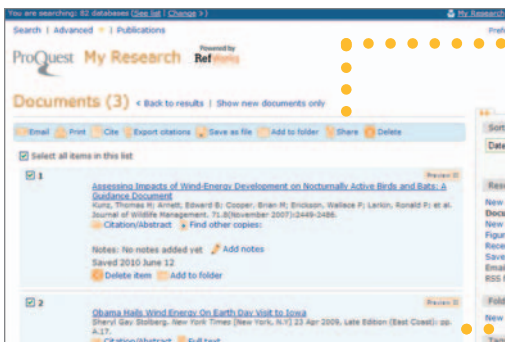 You are searching: 82 databases (See list | Change >) My Research
Search | Advanced | Publications Prefe
ProQuest My Research Powered by RefWorks
Documents (3) < Back to results | Show new documents only
Email Print Cite Export citations Save as file Add to folder Share Delete
Sort
Select all items in this list
Date
1 Preview
Assessing Impacts of Wind-Energy Development on Nocturnally Active Birds and Bats: A
Guidance Document
Kunz, Thomas H; Arnett, Edward B; Cooper, Brian M; Erickson, Wallace P; Larkin, Ronald P; et al.
Journal of Wildlife Management. 71.8(November 2007):2449-2486.
Citation/Abstract Find other copies:
Notes: No notes added yet Add notes
Saved 2010 June 12
Delete item Add to folder
Rese
New
Docu
New
Figur
Rece
Save
Email
RSS f
Fold
New
Tags
2 Preview
Obama Hails Wind Energy On Earth Day Visit to Iowa
Sheryl Gay Stolberg. New York Times [New York, N.Y] 23 Apr 2009, Late Edition (East Coast): pp.
A.17.
Citation/Abstract Full text